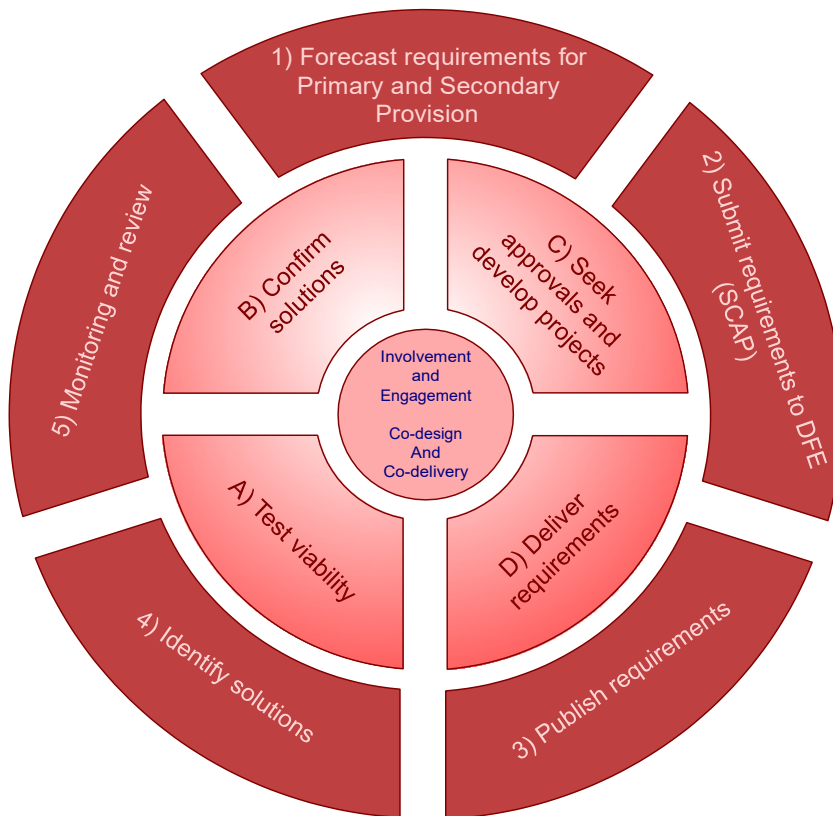 1) Forecast requirements for
Primary and Secondary
Provision
2) Submit requirements to DFE
(SCAP)
3) Publish requirements
4) Identify solutions
5) Monitoring and review
A) Test viability
B) Confirm
solutions
C) Seek
approvals and
develop projects
D) Deliver
requirements
Involvement
and
Engagement
Co-design
And
Co-delivery